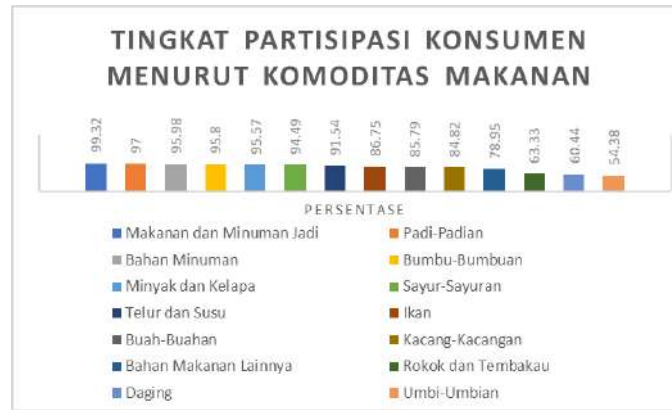 TINGKAT PARTISIPASI KONSUMEN
MENURUT KOMODITAS MAKANAN
99.32
97
95.98
95.8
95.57
94.49
91.54
86.75
85.79
84.82
78.95
63.33
60.44
54.38
PERSENTASE
Makanan dan Minuman Jadi
Padi-Padian
Bahan Minuman
Bumbu-Bumbuan
Minyak dan Kelapa
Sayur-Sayuran
Telur dan Susu
Ikan
Buah-Buahan
Kacang-Kacangan
Bahan Makanan Lainnya
Rokok dan Tembakau
Daging
Umbi-Umbian